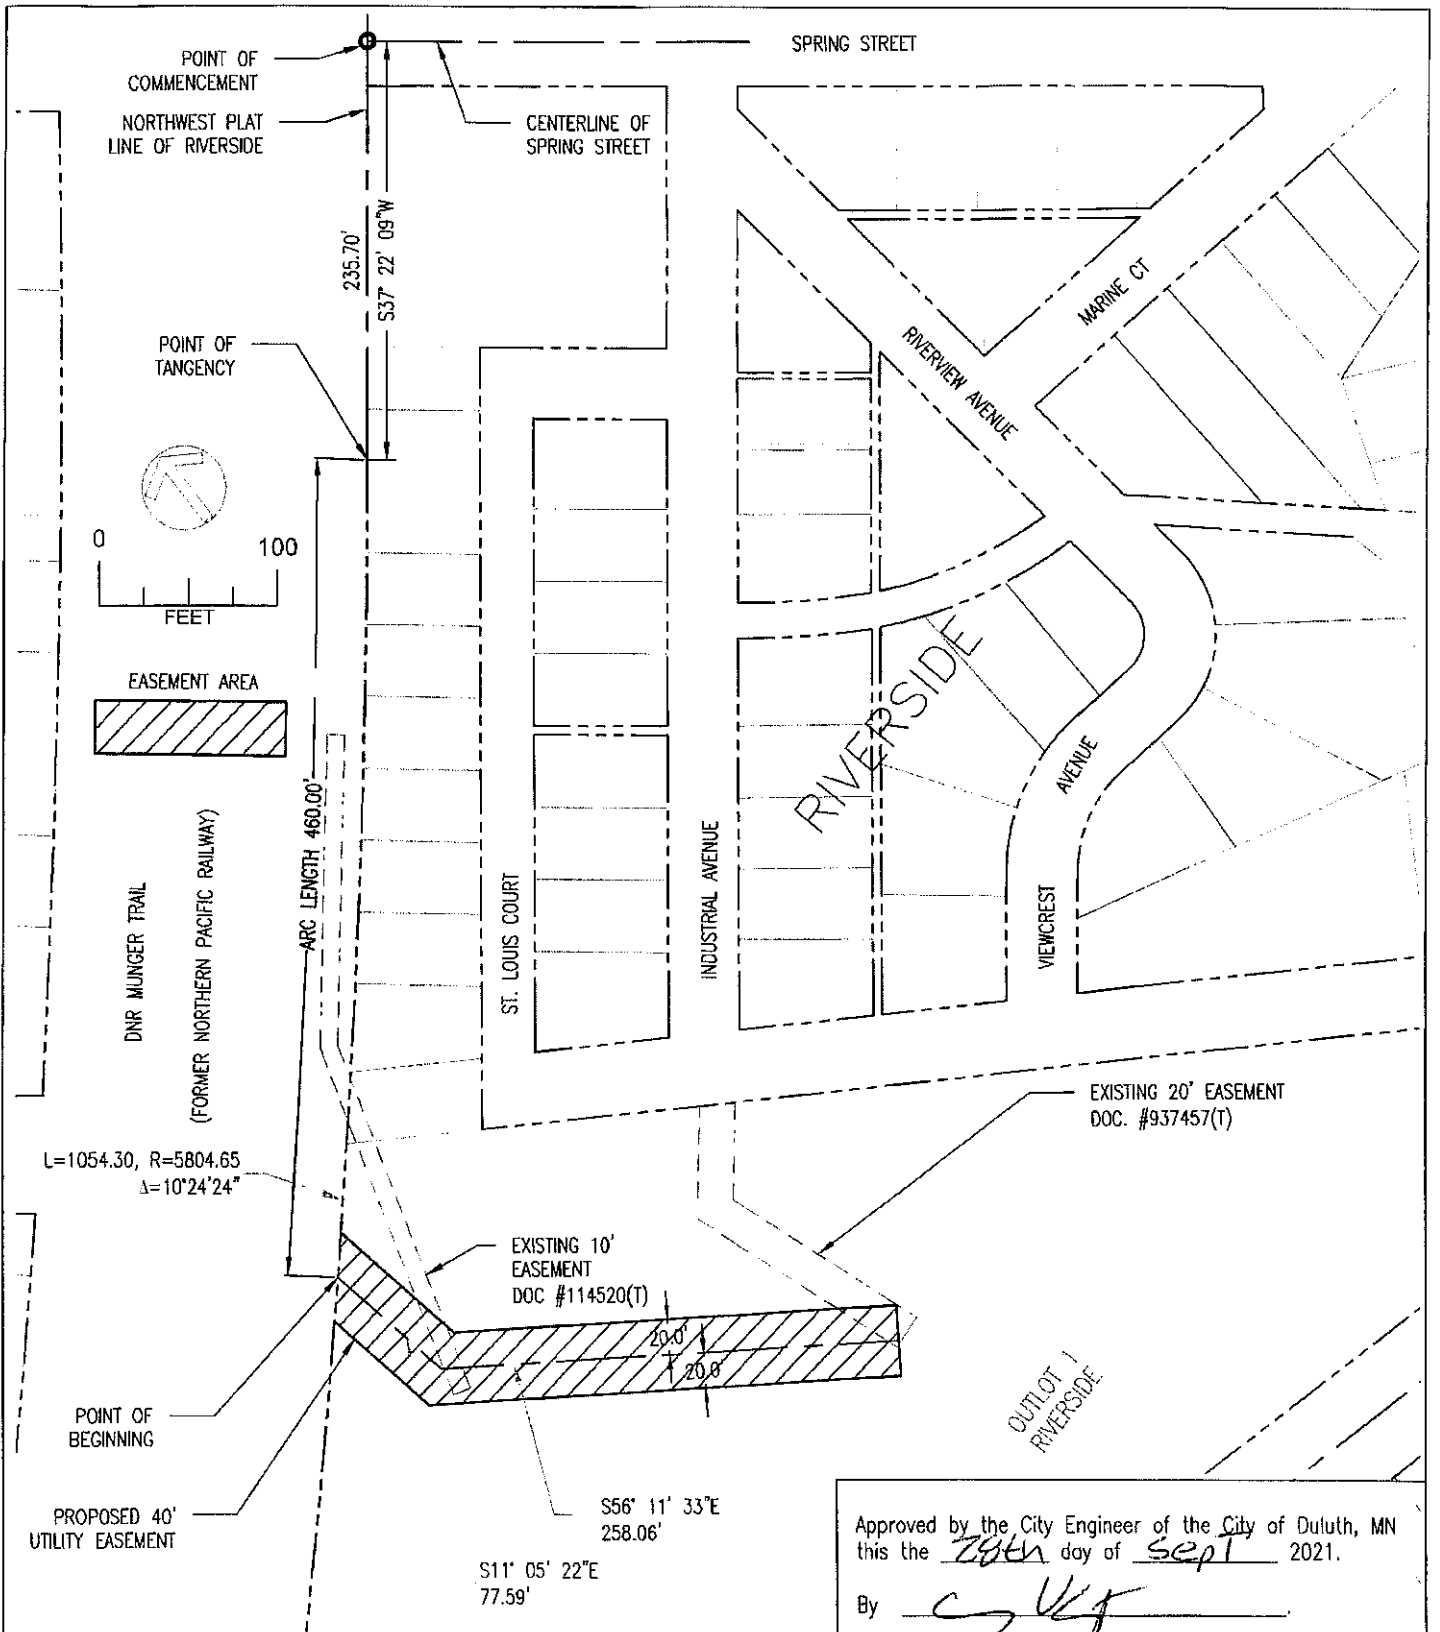 SPRING STREET
POINT OF
COMMENCEMENT
NORTHWEST PLAT
LINE OF RIVERSIDE
CENTERLINE OF
SPRING STREET
235.70'
S37° 22' 09"W
POINT OF
TANGENCY
MARINE CT
RIVERVIEW AVENUE
0 100
FEET
EASEMENT AREA
RIVERSIDE
AVENUE
VIEWCREST
ARC LENGTH 460.00'
DNR MUNGER TRAIL
(FORMER NORTHERN PACIFIC RAILWAY)
ST. LOUIS COURT
INDUSTRIAL AVENUE
EXISTING 20' EASEMENT
DOC. #937457(T)
L=1054.30, R=5804.65
Δ=10°24'24"
EXISTING 10'
EASEMENT
DOC #114520(T)
20.0'
20.0'
OUTLOT J
RIVERSIDE
POINT OF
BEGINNING
PROPOSED 40'
UTILITY EASEMENT
S56° 11' 33"E
258.06'
S11° 05' 22"E
77.59'
Approved by the City Engineer of the City of Duluth, MN
this the 28th day of Sept 2021.
By